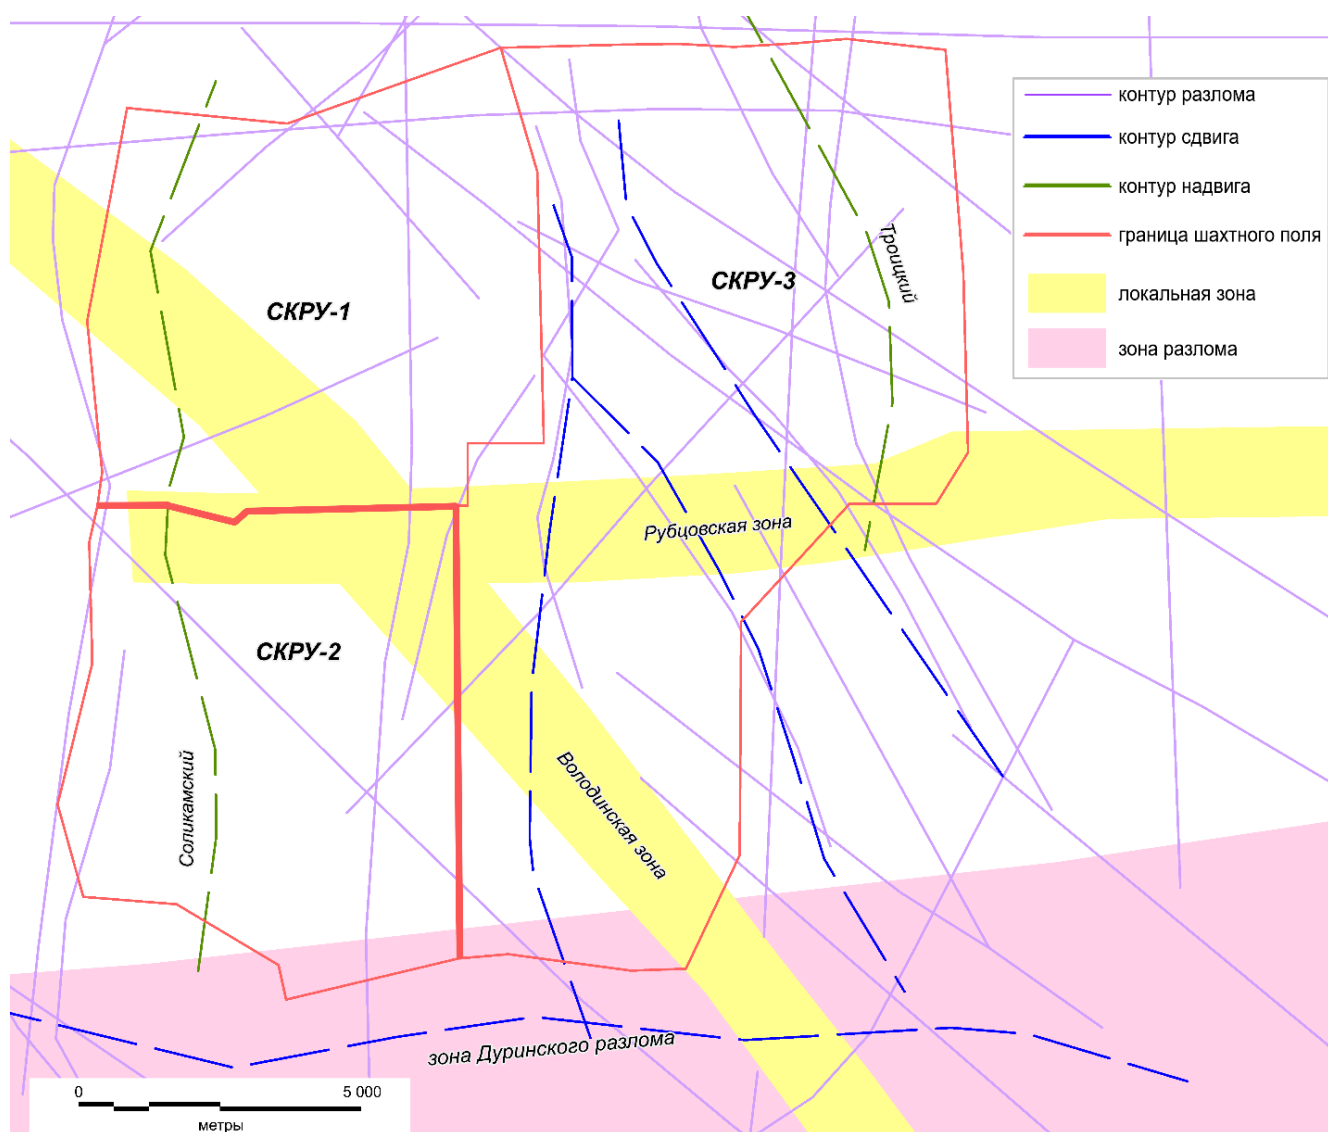 контур разлома
контур сдвига
контур надвига
граница шахтного поля
локальная зона
зона разлома
СКРУ-1
СКРУ-3
Троицкий
Рубцовская зона
СКРУ-2
Соликамский
Володинская зона
зона Дуринского разлома
0 5 000
метры